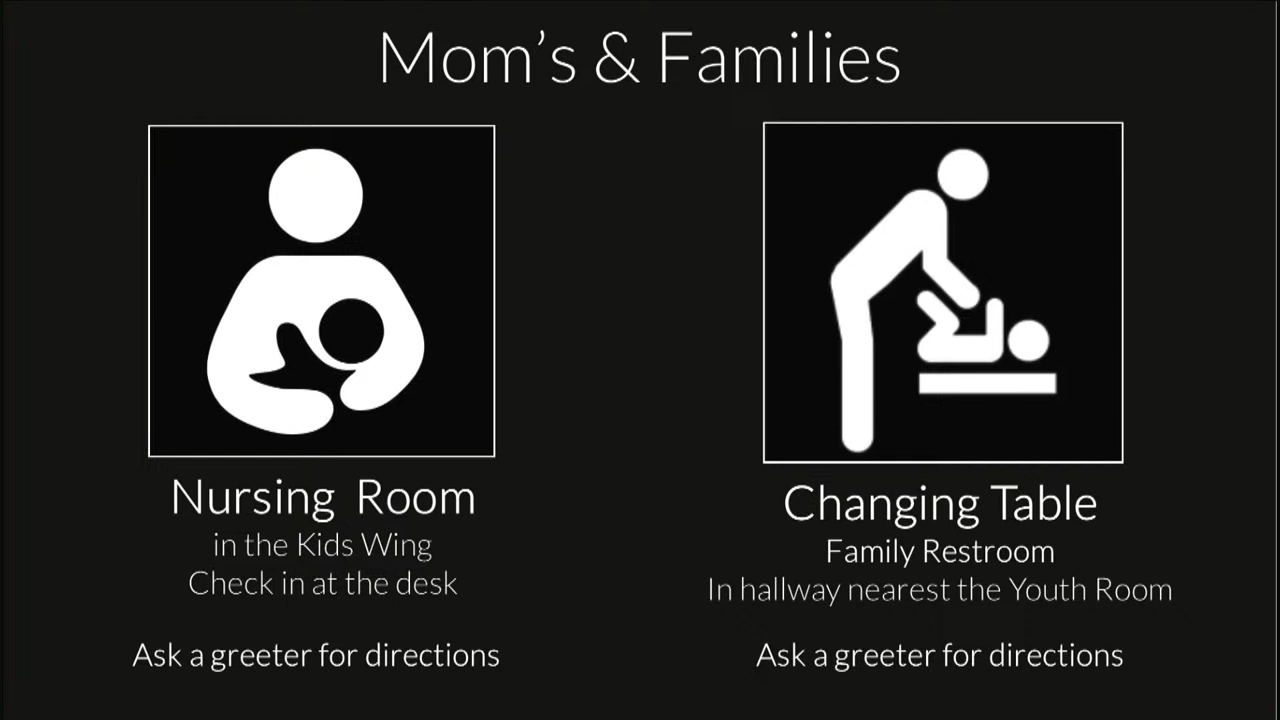 Mom’s & Families
Nursing Room
in the Kids Wing
Check in at the desk
Ask a greeter for directions
Changing Table
Family Restroom
In hallway nearest the Youth Room
Ask a greeter for directions